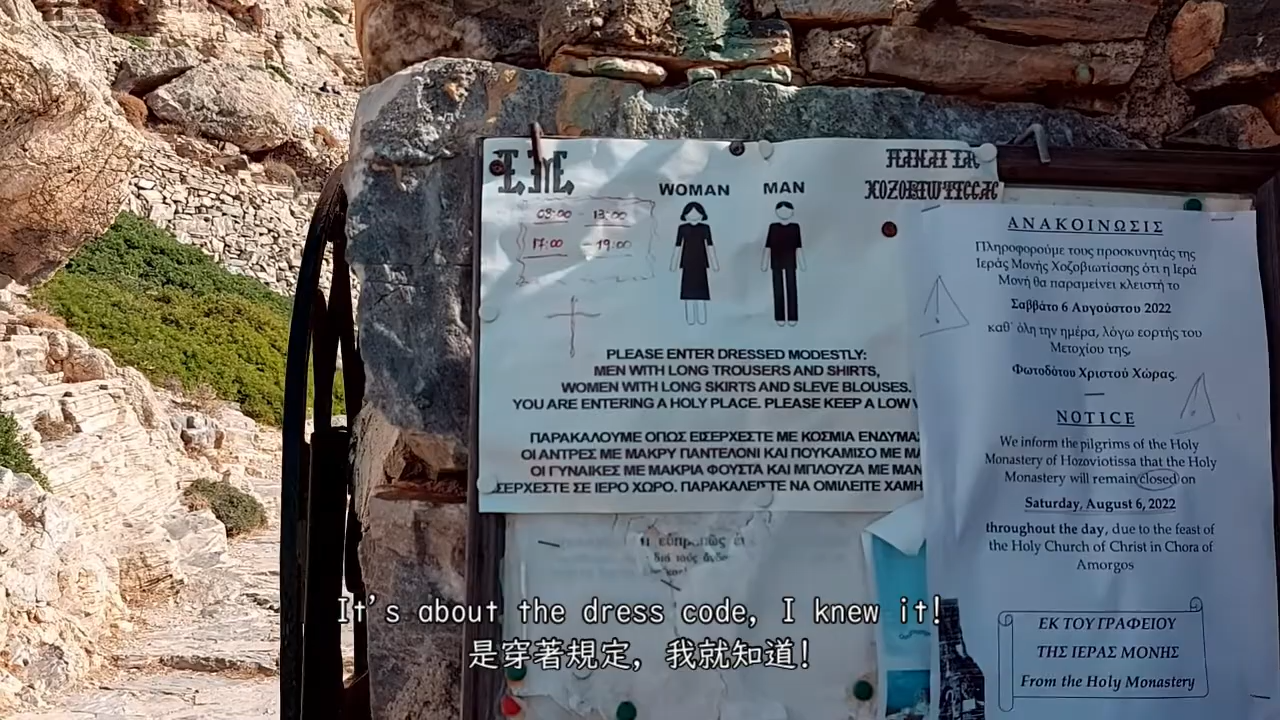 WOMAN MAN
08:00 - 13:00
17:00 - 19:00
PLEASE ENTER DRESSED MODESTLY:
MEN WITH LONG TROUSERS AND SHIRTS,
WOMEN WITH LONG SKIRTS AND SLEVE BLOUSES.
YOU ARE ENTERING A HOLY PLACE. PLEASE KEEP A LOW
ΠΑΡΑΚΑΛΟΥΜΕ ΟΠΩΣ ΕΙΣΕΡΧΕΣΤΕ ΜΕ ΚΟΣΜΙΑ ΕΝΔΥΜΑ
ΟΙ ΑΝΤΡΕΣ ΜΕ ΜΑΚΡΥ ΠΑΝΤΕΛΟΝΙ ΚΑΙ ΠΟΥΚΑΜΙΣΟ ΜΕ ΜΑ
ΟΙ ΓΥΝΑΙΚΕΣ ΜΕ ΜΑΚΡΙΑ ΦΟΥΣΤΑ ΚΑΙ ΜΠΛΟΥΖΑ ΜΕ ΜΑΝ
ΣΕΡΧΕΣΤΕ ΣΕ ΙΕΡΟ ΧΩΡΟ. ΠΑΡΑΚΑΛΕΙΣΤΕ ΝΑ ΟΜΙΛΕΙΤΕ ΧΑΜΗ
ΑΝΑΚΟΙΝΩΣΙΣ
Πληροφορούμε τους προσκυνητάς της
Ιεράς Μονής Χοζοβιωτίσσης ότι η Ιερά
Μονή θα παραμείνει κλειστή το
Σαββάτο 6 Αυγούστου 2022
καθ᾽ όλη την ημέρα, λόγω εορτής του
Μετοχίου της,
Φωτοδότου Χριστού Χώρας.
NOTICE
We inform the pilgrims of the Holy
Monastery of Hozoviotissa that the Holy
Monastery will remain closed on
Saturday, August 6, 2022
throughout the day, due to the feast of
the Holy Church of Christ in Chora of
Amorgos
ΕΚ ΤΟΥ ΓΡΑΦΕΙΟΥ
ΤΗΣ ΙΕΡΑΣ ΜΟΝΗΣ
From the Holy Monastery
It's about the dress code, I knew it!
是穿著規定, 我就知道!